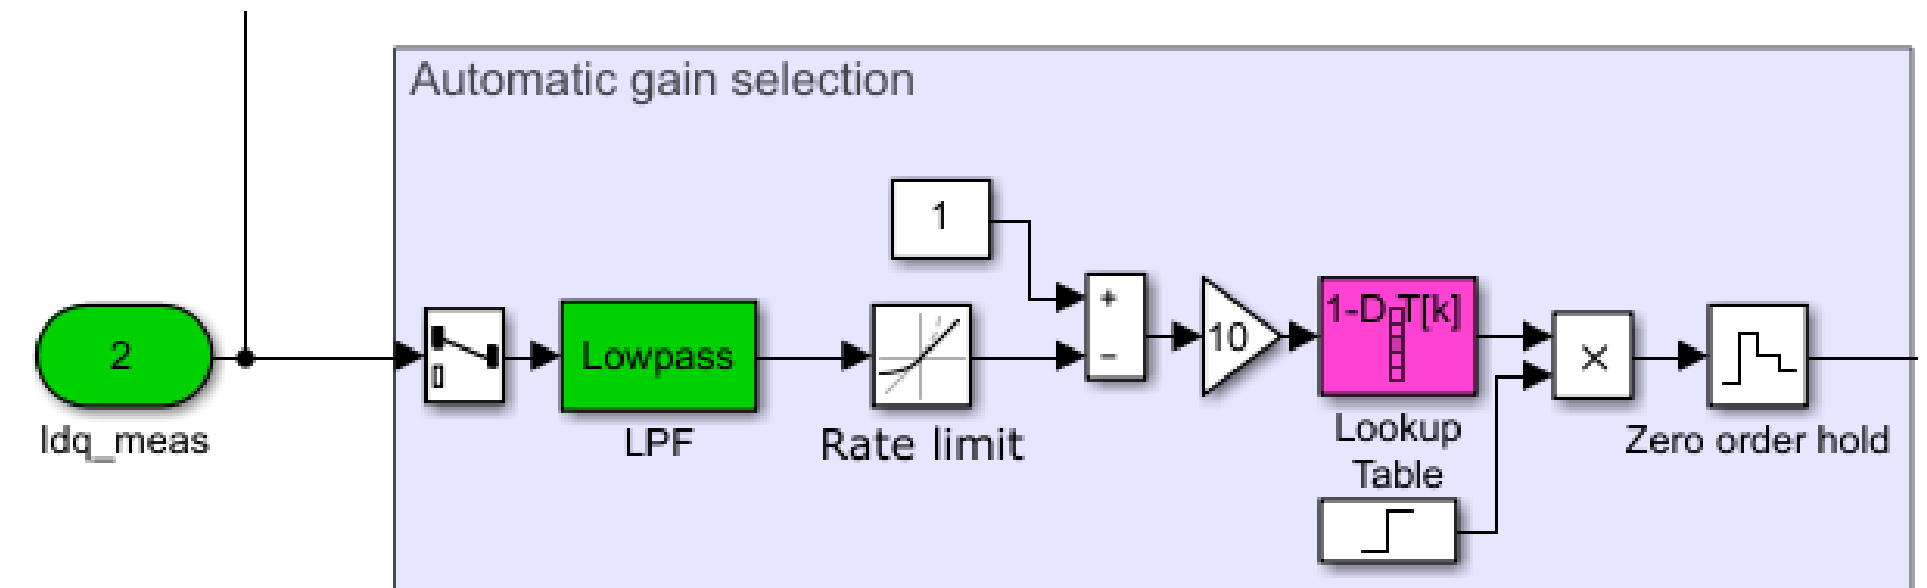 Automatic gain selection
1
2
Idq_meas
Lowpass
LPF
Rate limit
+
−
10
1-D T[k]
Lookup
Table
×
Zero order hold